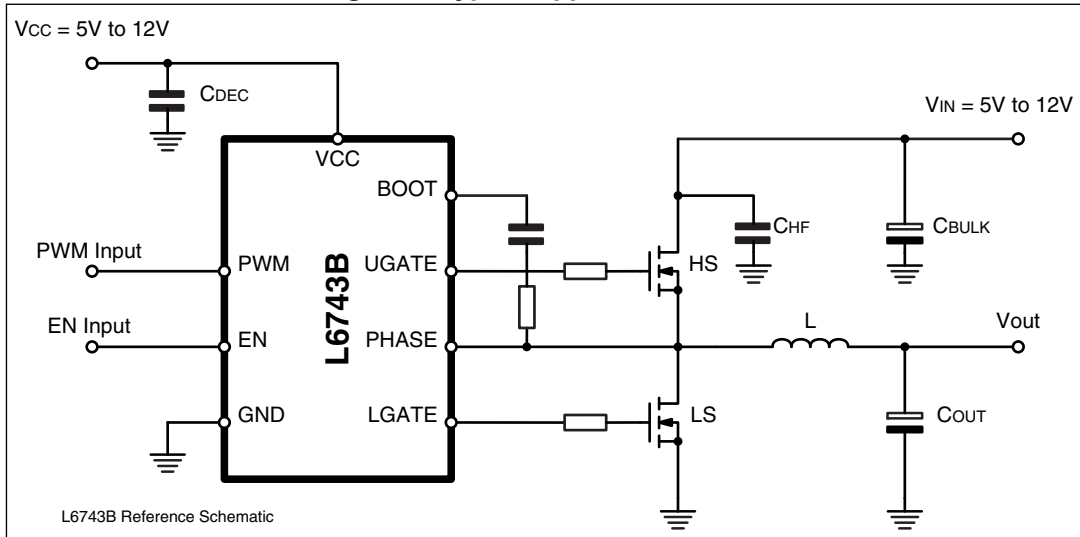 VCC = 5V to 12V
CDEC
VIN = 5V to 12V
VCC
BOOT
CHF
CBULK
PWM Input
PWM
L6743B
UGATE
HS
EN Input
EN
PHASE
L
Vout
GND
LGATE
LS
COUT
L6743B Reference Schematic